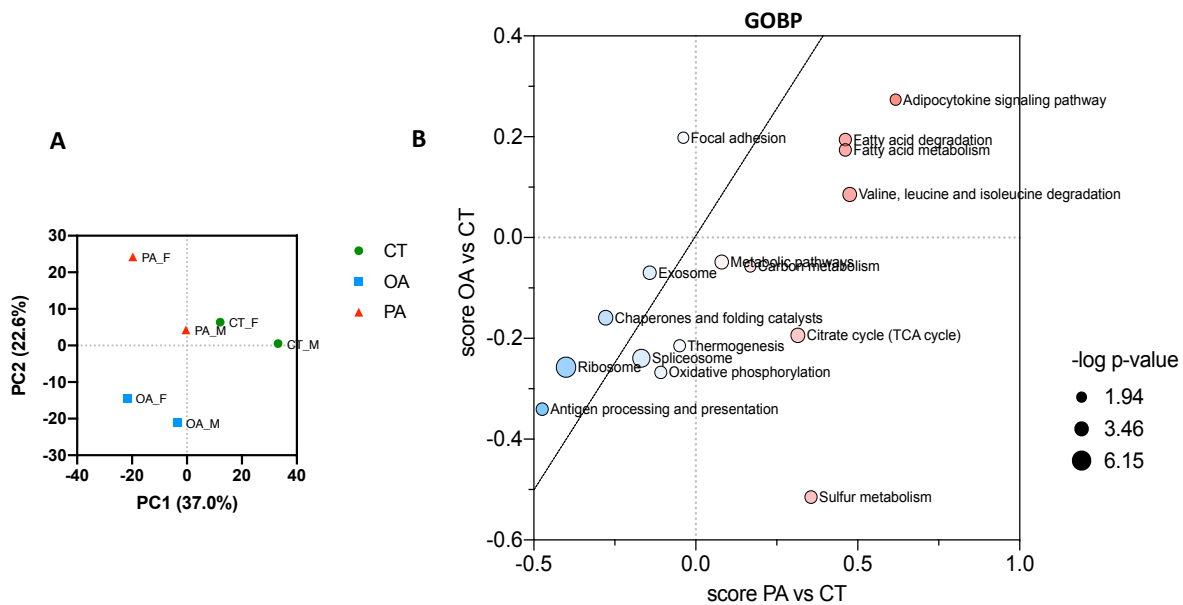 A
30
20
10
0
-10
-20
-30
-40
-20
0
20
40
PC2 (22.6%)
PC1 (37.0%)
PA_F
PA_M
CT_F
CT_M
OA_F
OA_M
CT
OA
PA
B
GOBP
0.4
0.2
0.0
-0.2
-0.4
-0.6
-0.5
0.0
0.5
1.0
score OA vs CT
score PA vs CT
Adipocytokine signaling pathway
Focal adhesion
Fatty acid degradation
Fatty acid metabolism
Valine, leucine and isoleucine degradation
Metabolic pathways
Carbon metabolism
Exosome
Chaperones and folding catalysts
Citrate cycle (TCA cycle)
Thermogenesis
Spliceosome
Ribosome
Oxidative phosphorylation
Antigen processing and presentation
Sulfur metabolism
-log p-value
1.94
3.46
6.15